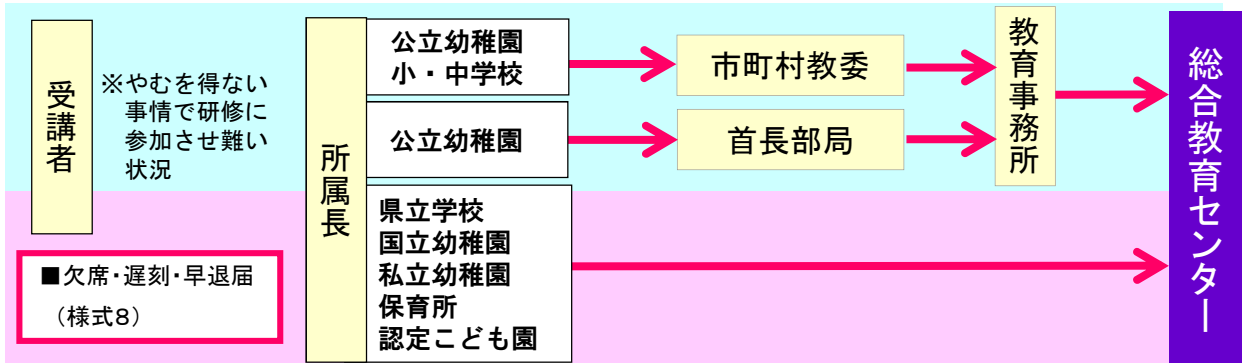 受講者
※やむを得ない
事情で研修に
参加させ難い
状況
■欠席・遅刻・早退届
（様式８）
所属長
公立幼稚園
小・中学校
公立幼稚園
県立学校
国立幼稚園
私立幼稚園
保育所
認定こども園
市町村教委
首長部局
教育事務所
総合教育センター